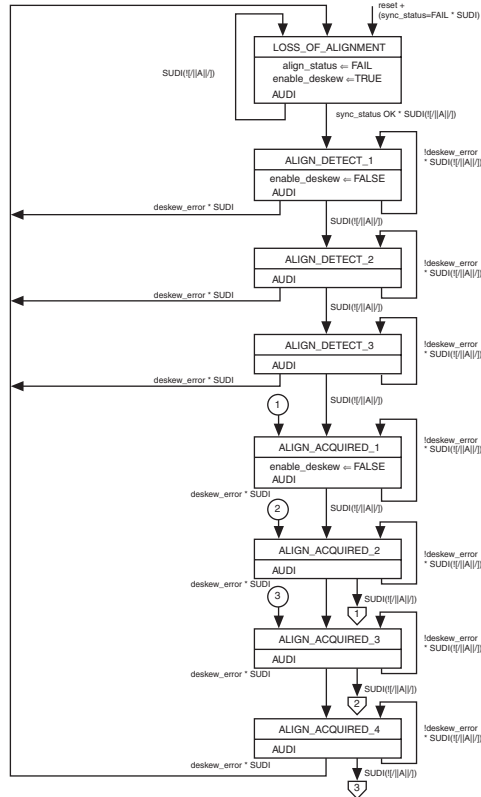 reset +
(sync_status=FAIL * SUDI)
LOSS_OF_ALIGNMENT
align_status ⇐ FAIL
enable_deskew ⇐TRUE
AUDI
SUDI(![/||A||/])
sync_status OK * SUDI(![/||A||/])
ALIGN_DETECT_1
enable_deskew ⇐ FALSE
AUDI
!deskew_error
* SUDI(![/||A||/])
deskew_error * SUDI
SUDI(![/||A||/])
ALIGN_DETECT_2
AUDI
!deskew_error
* SUDI(![/||A||/])
deskew_error * SUDI
SUDI(![/||A||/])
ALIGN_DETECT_3
AUDI
!deskew_error
* SUDI(![/||A||/])
deskew_error * SUDI
SUDI(![/||A||/])
1
ALIGN_ACQUIRED_1
enable_deskew ⇐ FALSE
AUDI
!deskew_error
* SUDI(![/||A||/])
deskew_error * SUDI
SUDI(![/||A||/])
2
ALIGN_ACQUIRED_2
AUDI
!deskew_error
* SUDI(![/||A||/])
deskew_error * SUDI
SUDI(![/||A||/])
1
3
ALIGN_ACQUIRED_3
AUDI
!deskew_error
* SUDI(![/||A||/])
deskew_error * SUDI
SUDI(![/||A||/])
2
ALIGN_ACQUIRED_4
AUDI
!deskew_error
* SUDI(![/||A||/])
deskew_error * SUDI
SUDI(![/||A||/])
3